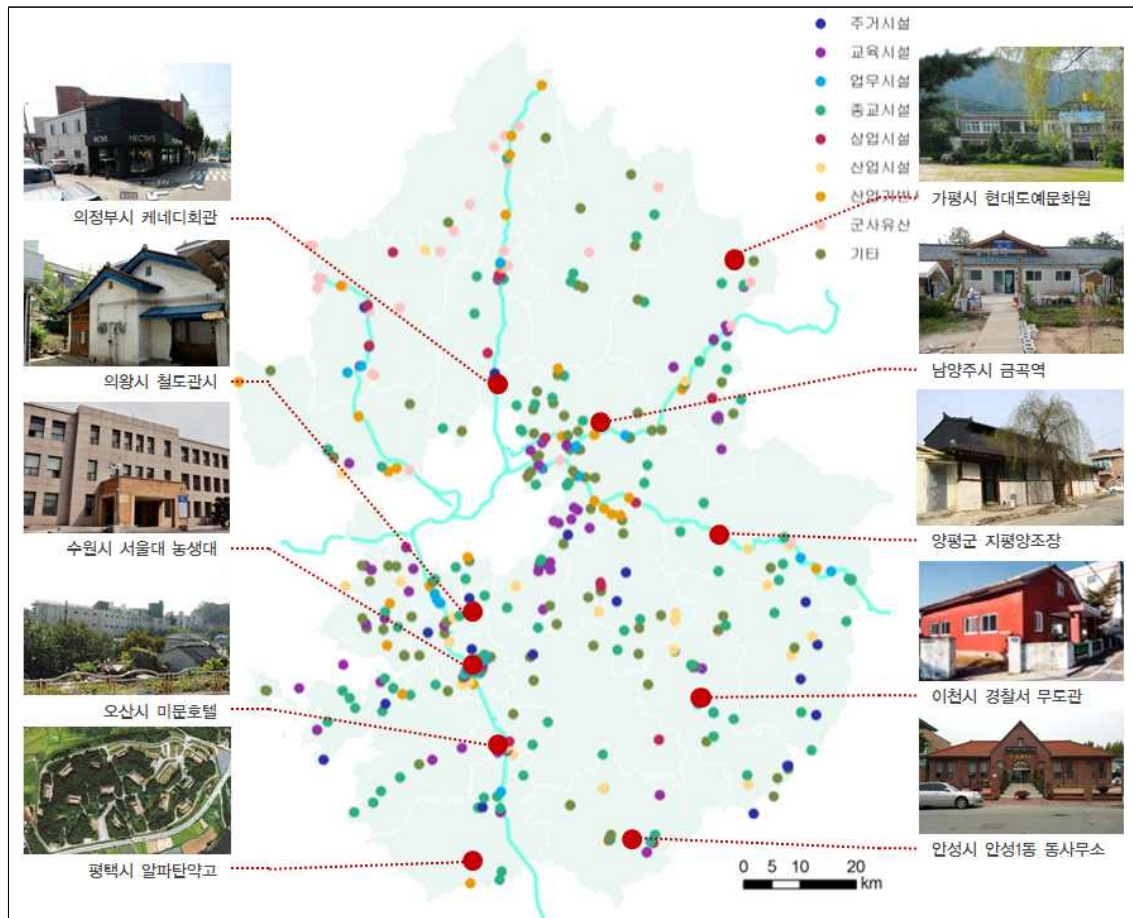 주거시설
교육시설
업무시설
종교시설
상업시설
산업시설
산업기반시
군사유산
기타
의정부시 케네디회관
의왕시 철도관시
수원시 서울대 농생대
오산시 미문호텔
평택시 알파탄약고
가평시 현대도예문화원
남양주시 금곡역
양평군 지평양조장
이천시 경찰서 무도관
안성시 안성1동 동사무소
0 5 10 20
km